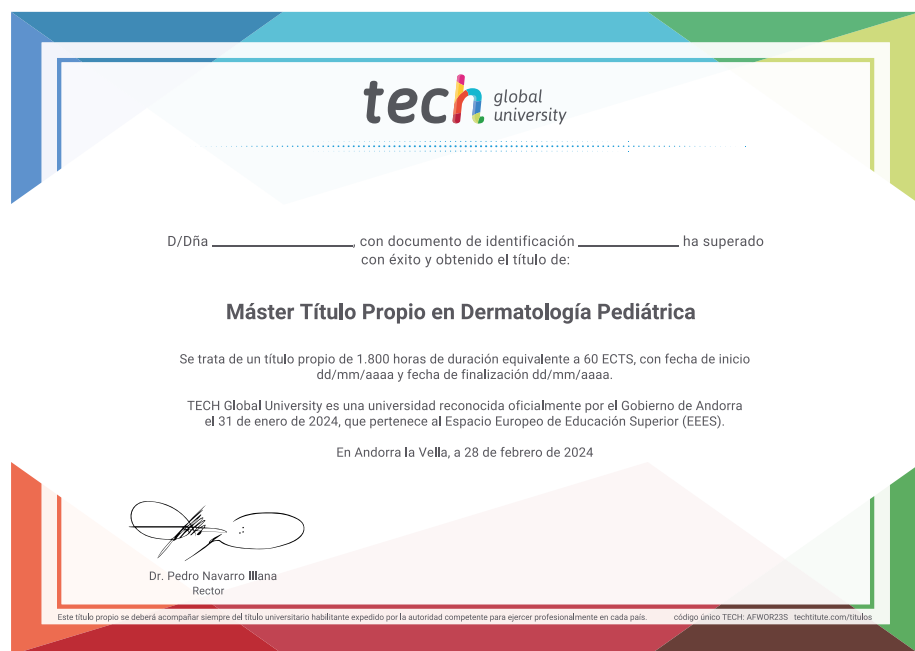 tech global university
D/Dña ____________, con documento de identificación ____________ ha superado
con éxito y obtenido el título de:
Máster Título Propio en Dermatología Pediátrica
Se trata de un título propio de 1.800 horas de duración equivalente a 60 ECTS, con fecha de inicio
dd/mm/aaaa y fecha de finalización dd/mm/aaaa.
TECH Global University es una universidad reconocida oficialmente por el Gobierno de Andorra
el 31 de enero de 2024, que pertenece al Espacio Europeo de Educación Superior (EEES).
En Andorra la Vella, a 28 de febrero de 2024
Dr. Pedro Navarro Illana
Rector
Este título propio se deberá acompañar siempre del título universitario habilitante expedido por la autoridad competente para ejercer profesionalmente en cada país. código único TECH: AFWOR23S techtitute.com/titulos